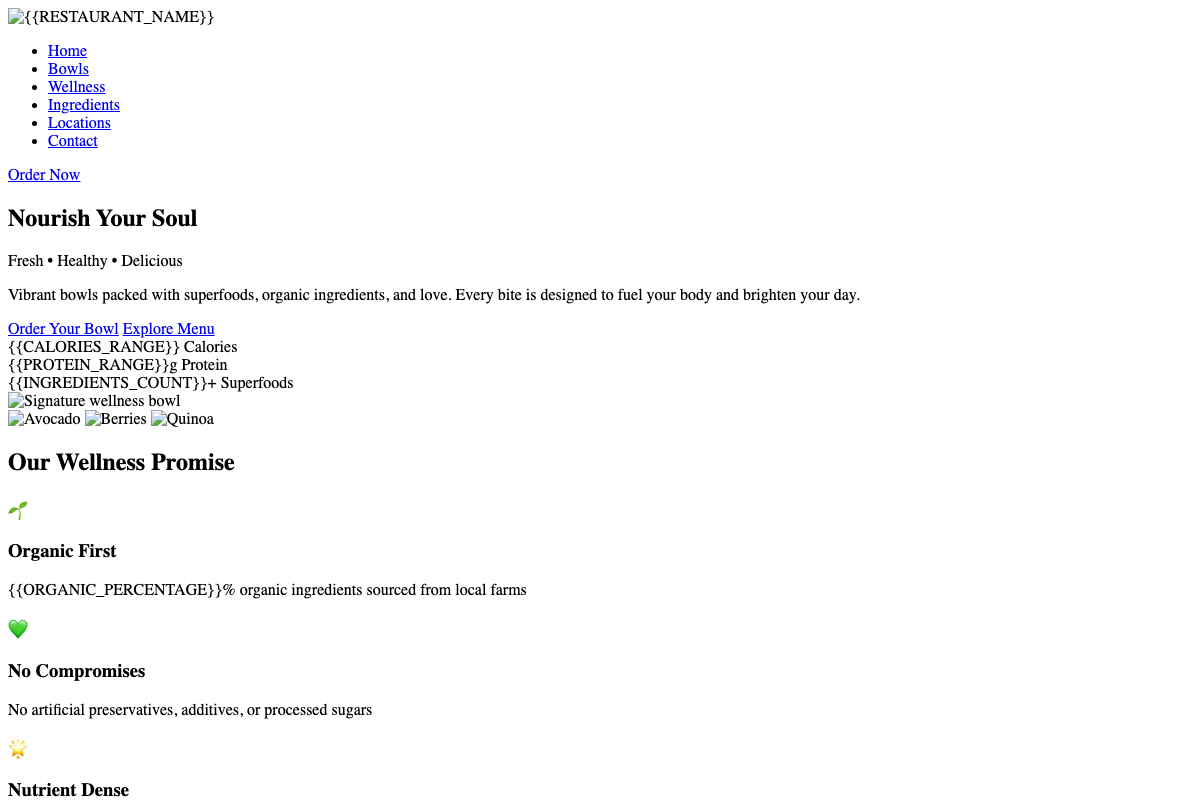 {{RESTAURANT_NAME}}
Home
Bowls
Wellness
Ingredients
Locations
Contact
Order Now
Nourish Your Soul
Fresh • Healthy • Delicious
Vibrant bowls packed with superfoods, organic ingredients, and love. Every bite is designed to fuel your body and brighten your day.
Order Your Bowl Explore Menu
{{CALORIES_RANGE}} Calories
{{PROTEIN_RANGE}}g Protein
{{INGREDIENTS_COUNT}}+ Superfoods
Signature wellness bowl
Avocado Berries Quinoa
Our Wellness Promise
Organic First
{{ORGANIC_PERCENTAGE}}% organic ingredients sourced from local farms
No Compromises
No artificial preservatives, additives, or processed sugars
Nutrient Dense